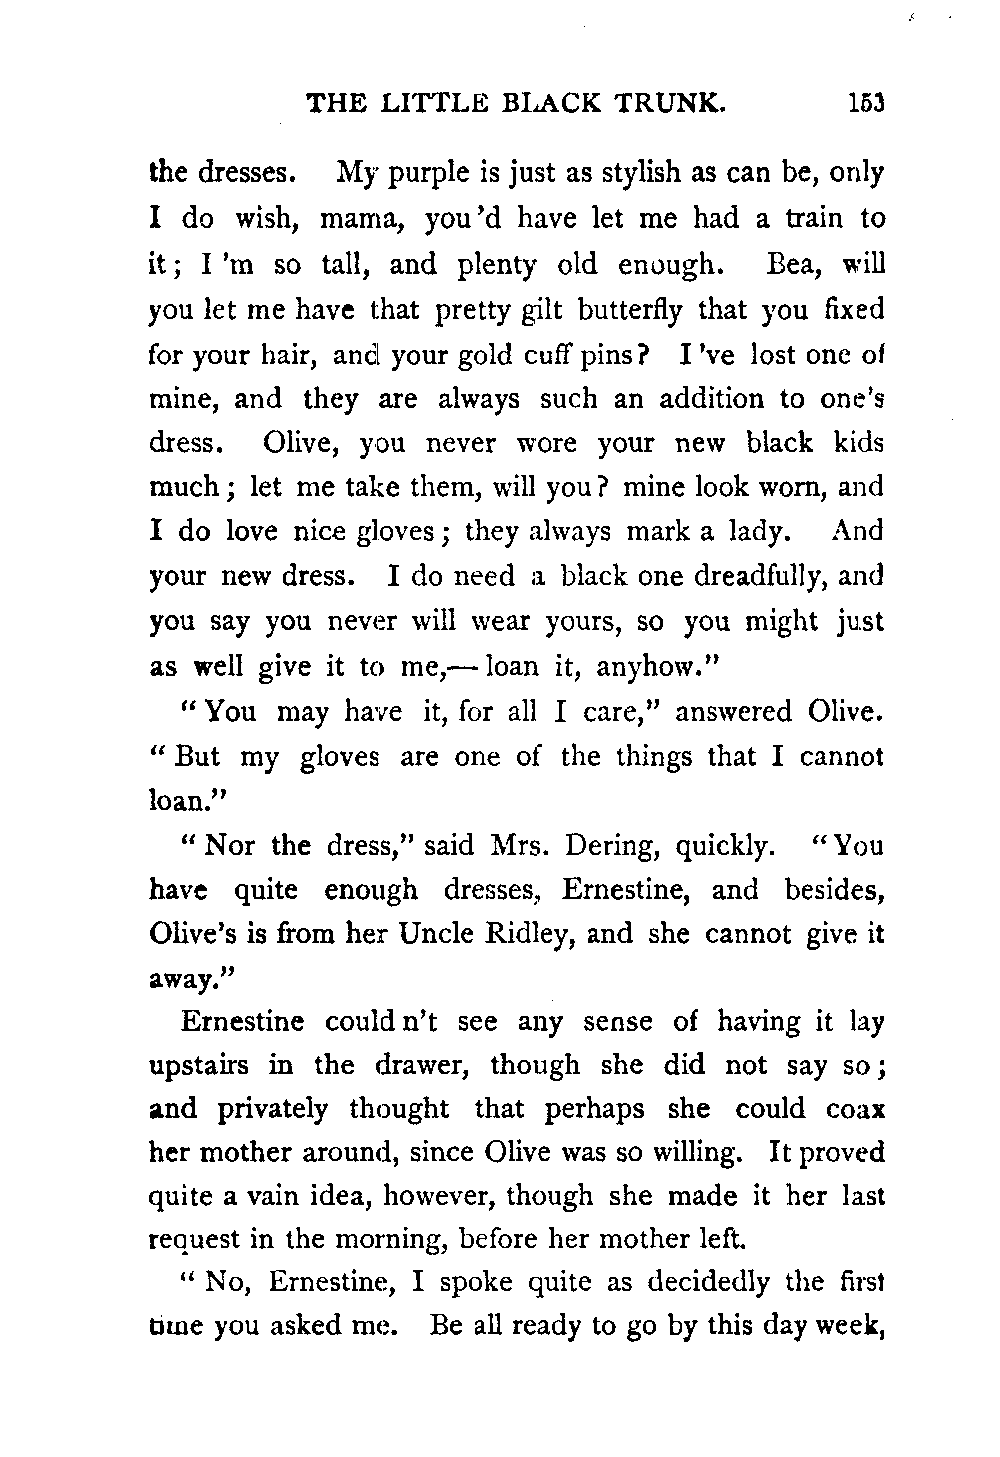 THE LITTLE BLACK TRUNK. 153
the dresses. My purple is just as stylish as can be, only
I do wish, mama, you'd have let me had a train to
it; I'm so tall, and plenty old enough. Bea, will
you let me have that pretty gilt butterfly that you fixed
for your hair, and your gold cuff pins? I've lost one of
mine, and they are always such an addition to one's
dress. Olive, you never wore your new black kids
much; let me take them, will you? mine look worn, and
I do love nice gloves; they always mark a lady. And
your new dress. I do need a black one dreadfully, and
you say you never will wear yours, so you might just
as well give it to me,— loan it, anyhow."
"You may have it, for all I care," answered Olive.
"But my gloves are one of the things that I cannot
loan."
"Nor the dress," said Mrs. Dering, quickly. "You
have quite enough dresses, Ernestine, and besides,
Olive's is from her Uncle Ridley, and she cannot give it
away."
Ernestine couldn't see any sense of having it lay
upstairs in the drawer, though she did not say so;
and privately thought that perhaps she could coax
her mother around, since Olive was so willing. It proved
quite a vain idea, however, though she made it her last
request in the morning, before her mother left.
"No, Ernestine, I spoke quite as decidedly the first
time you asked me. Be all ready to go by this day week,